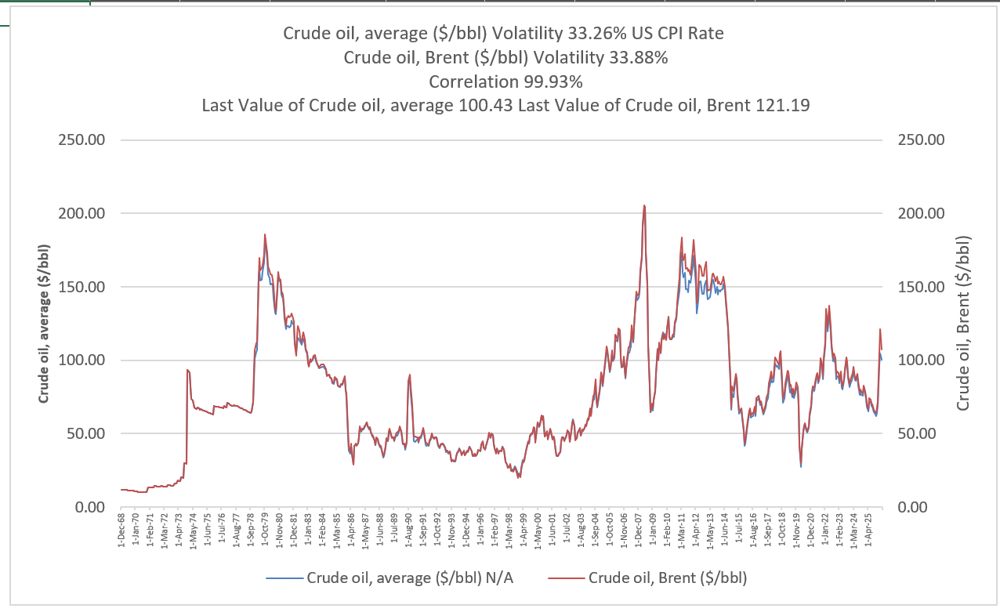 Crude oil, average ($/bbl) Volatility 33.26% US CPI Rate
Crude oil, Brent ($/bbl) Volatility 33.88%
Correlation 99.93%
Last Value of Crude oil, average 100.43 Last Value of Crude oil, Brent 121.19
250.00
200.00
150.00
100.00
50.00
0.00
Crude oil, average ($/bbl)
250.00
200.00
150.00
100.00
50.00
0.00
Crude oil, Brent ($/bbl)
1-Dec-68
1-Jan-70
1-Feb-71
1-Mar-72
1-Apr-73
1-May-74
1-Jun-75
1-Jul-76
1-Aug-77
1-Sep-78
1-Oct-79
1-Nov-80
1-Dec-81
1-Jan-83
1-Feb-84
1-Mar-85
1-Apr-86
1-May-87
1-Jun-88
1-Jul-89
1-Aug-90
1-Sep-91
1-Oct-92
1-Nov-93
1-Dec-94
1-Jan-96
1-Feb-97
1-Mar-98
1-Apr-99
1-May-00
1-Jun-01
1-Jul-02
1-Aug-03
1-Sep-04
1-Oct-05
1-Nov-06
1-Dec-07
1-Jan-09
1-Feb-10
1-Mar-11
1-Apr-12
1-May-13
1-Jun-14
1-Jul-15
1-Aug-16
1-Sep-17
1-Oct-18
1-Nov-19
1-Dec-20
1-Jan-22
1-Feb-23
1-Mar-24
1-Apr-25
Crude oil, average ($/bbl) N/A
Crude oil, Brent ($/bbl)